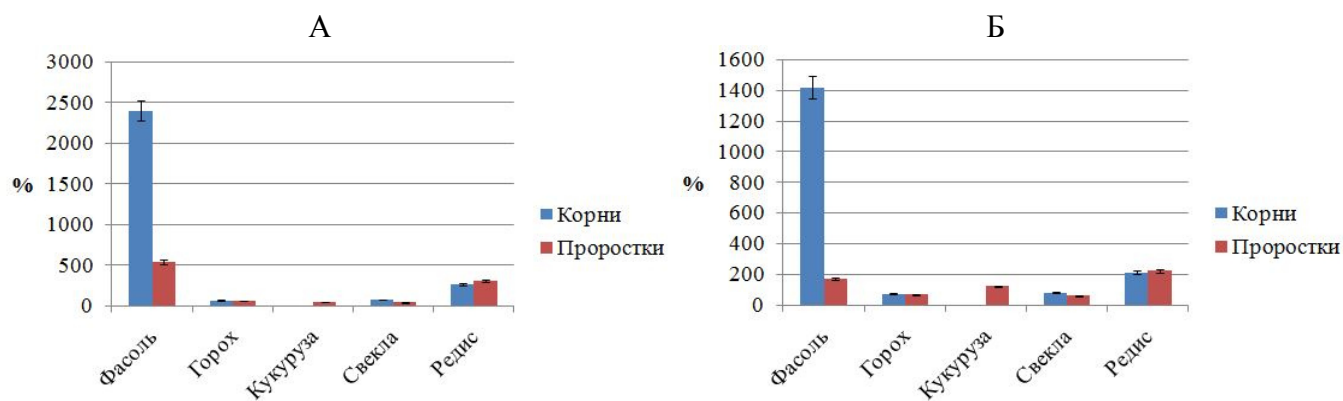 А
3000
2500
2000
1500
1000
500
0
%
Фасоль
Горох
Кукуруза
Свекла
Редис
Корни
Проростки
Б
1600
1400
1200
1000
800
600
400
200
0
%
Фасоль
Горох
Кукуруза
Свекла
Редис
Корни
Проростки